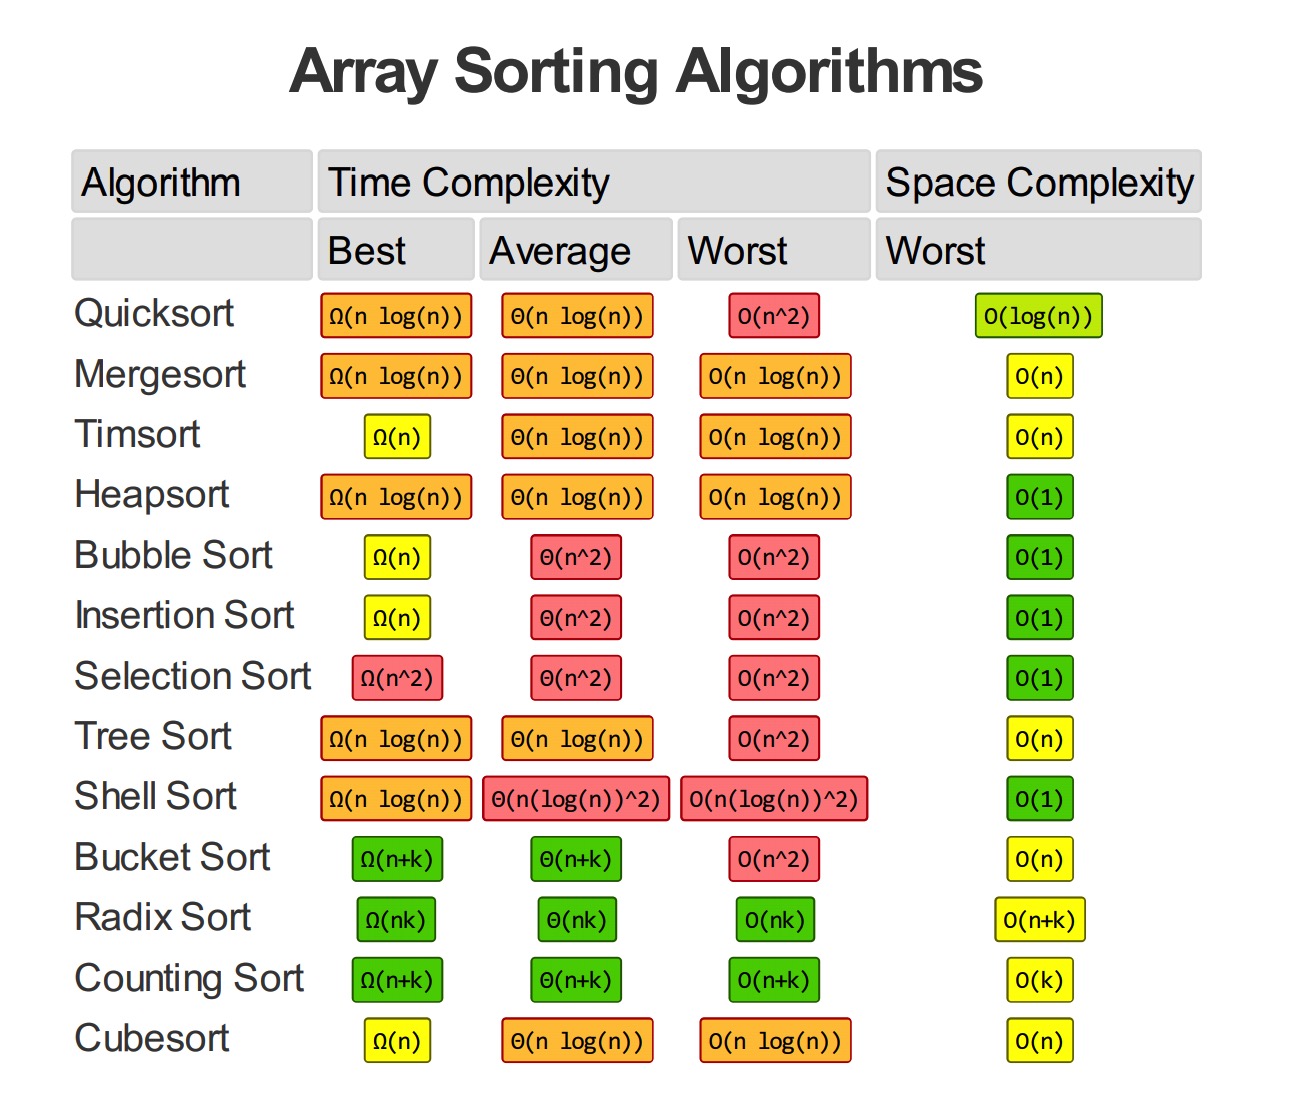 Array Sorting Algorithms
Algorithm Time Complexity Space Complexity
Best Average Worst Worst
Quicksort Ω(n log(n)) Θ(n log(n)) O(n^2) O(log(n))
Mergesort Ω(n log(n)) Θ(n log(n)) O(n log(n)) O(n)
Timsort Ω(n) Θ(n log(n)) O(n log(n)) O(n)
Heapsort Ω(n log(n)) Θ(n log(n)) O(n log(n)) O(1)
Bubble Sort Ω(n) Θ(n^2) O(n^2) O(1)
Insertion Sort Ω(n) Θ(n^2) O(n^2) O(1)
Selection Sort Ω(n^2) Θ(n^2) O(n^2) O(1)
Tree Sort Ω(n log(n)) Θ(n log(n)) O(n^2) O(n)
Shell Sort Ω(n log(n)) Θ(n(log(n))^2) O(n(log(n))^2) O(1)
Bucket Sort Ω(n+k) Θ(n+k) O(n^2) O(n)
Radix Sort Ω(nk) Θ(nk) O(nk) O(n+k)
Counting Sort Ω(n+k) Θ(n+k) O(n+k) O(k)
Cubesort Ω(n) Θ(n log(n)) O(n log(n)) O(n)